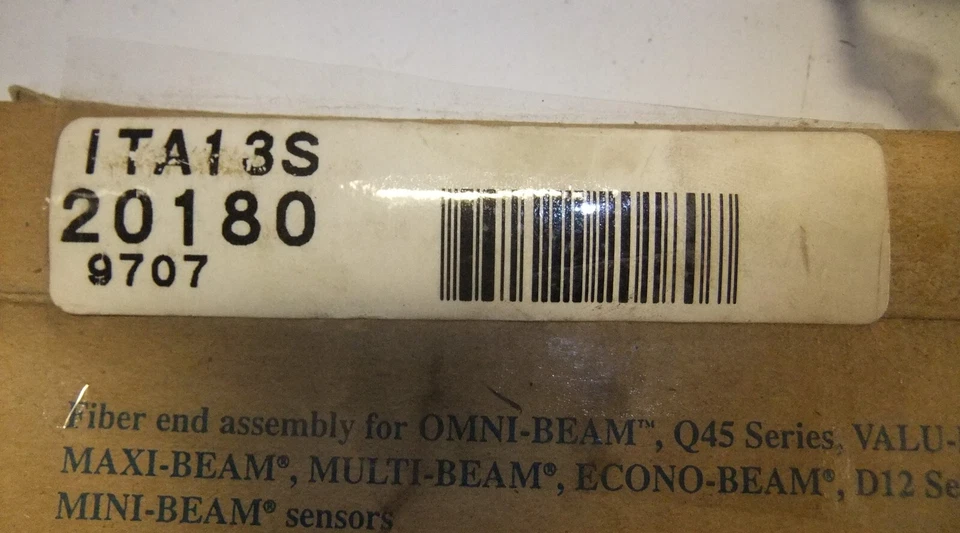 ITA13S
20180
9707
Fiber end assembly for OMNI-BEAM™, Q45 Series, VALU-
MAXI-BEAM®, MULTI-BEAM®, ECONO-BEAM®, D12 Se
MINI-BEAM® sensors